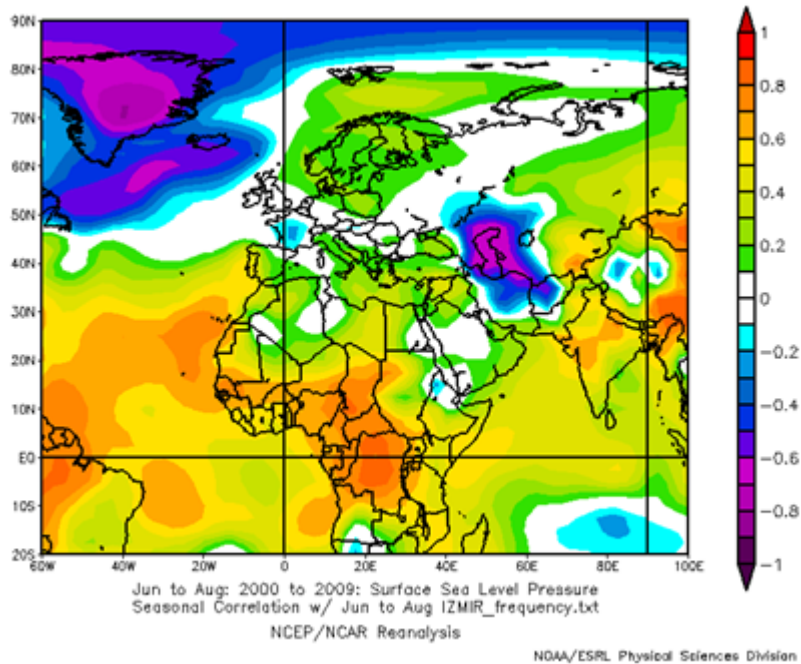 90N
80N
70N
60N
50N
40N
30N
20N
10N
EQ
10S
20S
60W 40W 20W 0 20E 40E 60E 80E 100E
1
0.8
0.6
0.4
0.2
0
-0.2
-0.4
-0.6
-0.8
-1
Jun to Aug: 2000 to 2009: Surface Sea Level Pressure
Seasonal Correlation w/ Jun to Aug IZMIR_frequency.txt
NCEP/NCAR Reanalysis
NOAA/ESRL Physical Sciences Division